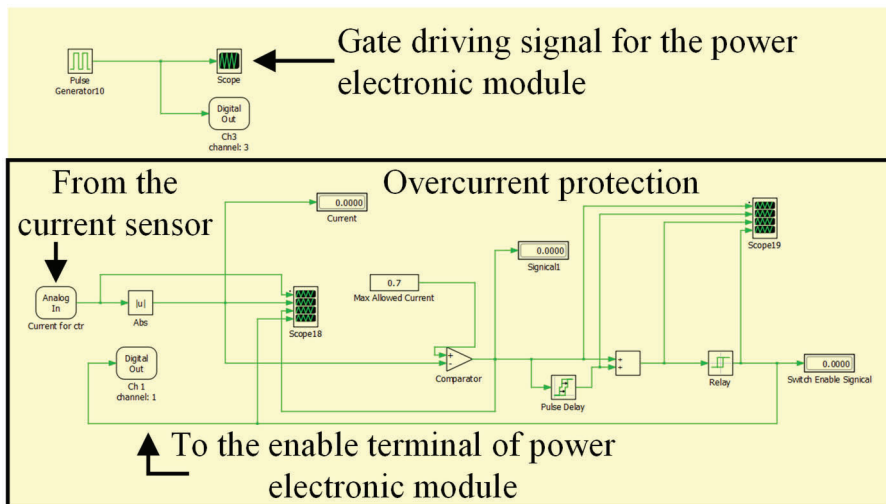 Gate driving signal for the power
electronic module
Pulse
Generator10
Scope
Digital
Out
Ch3
channel: 3
From the
current sensor
Overcurrent protection
0.0000
Current
Scope19
0.0000
Signical1
Analog
In
Current for ctr
|u|
Abs
Scope18
0.7
Max Allowed Current
+
-
Comparator
Pulse Delay
+
+
Relay
0.0000
Switch Enable Signical
Digital
Out
Ch 1
channel: 1
To the enable terminal of power
electronic module